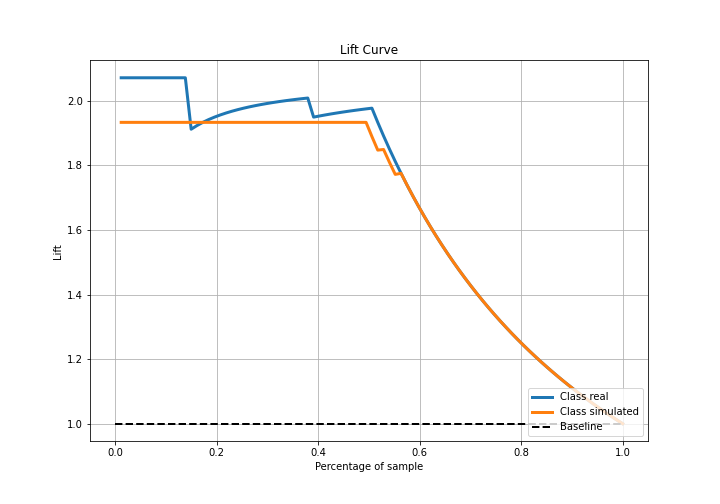 Lift Curve
Lift
2.0
1.8
1.6
1.4
1.2
1.0
0.0 0.2 0.4 0.6 0.8 1.0
Percentage of sample
Class real
Class simulated
Baseline